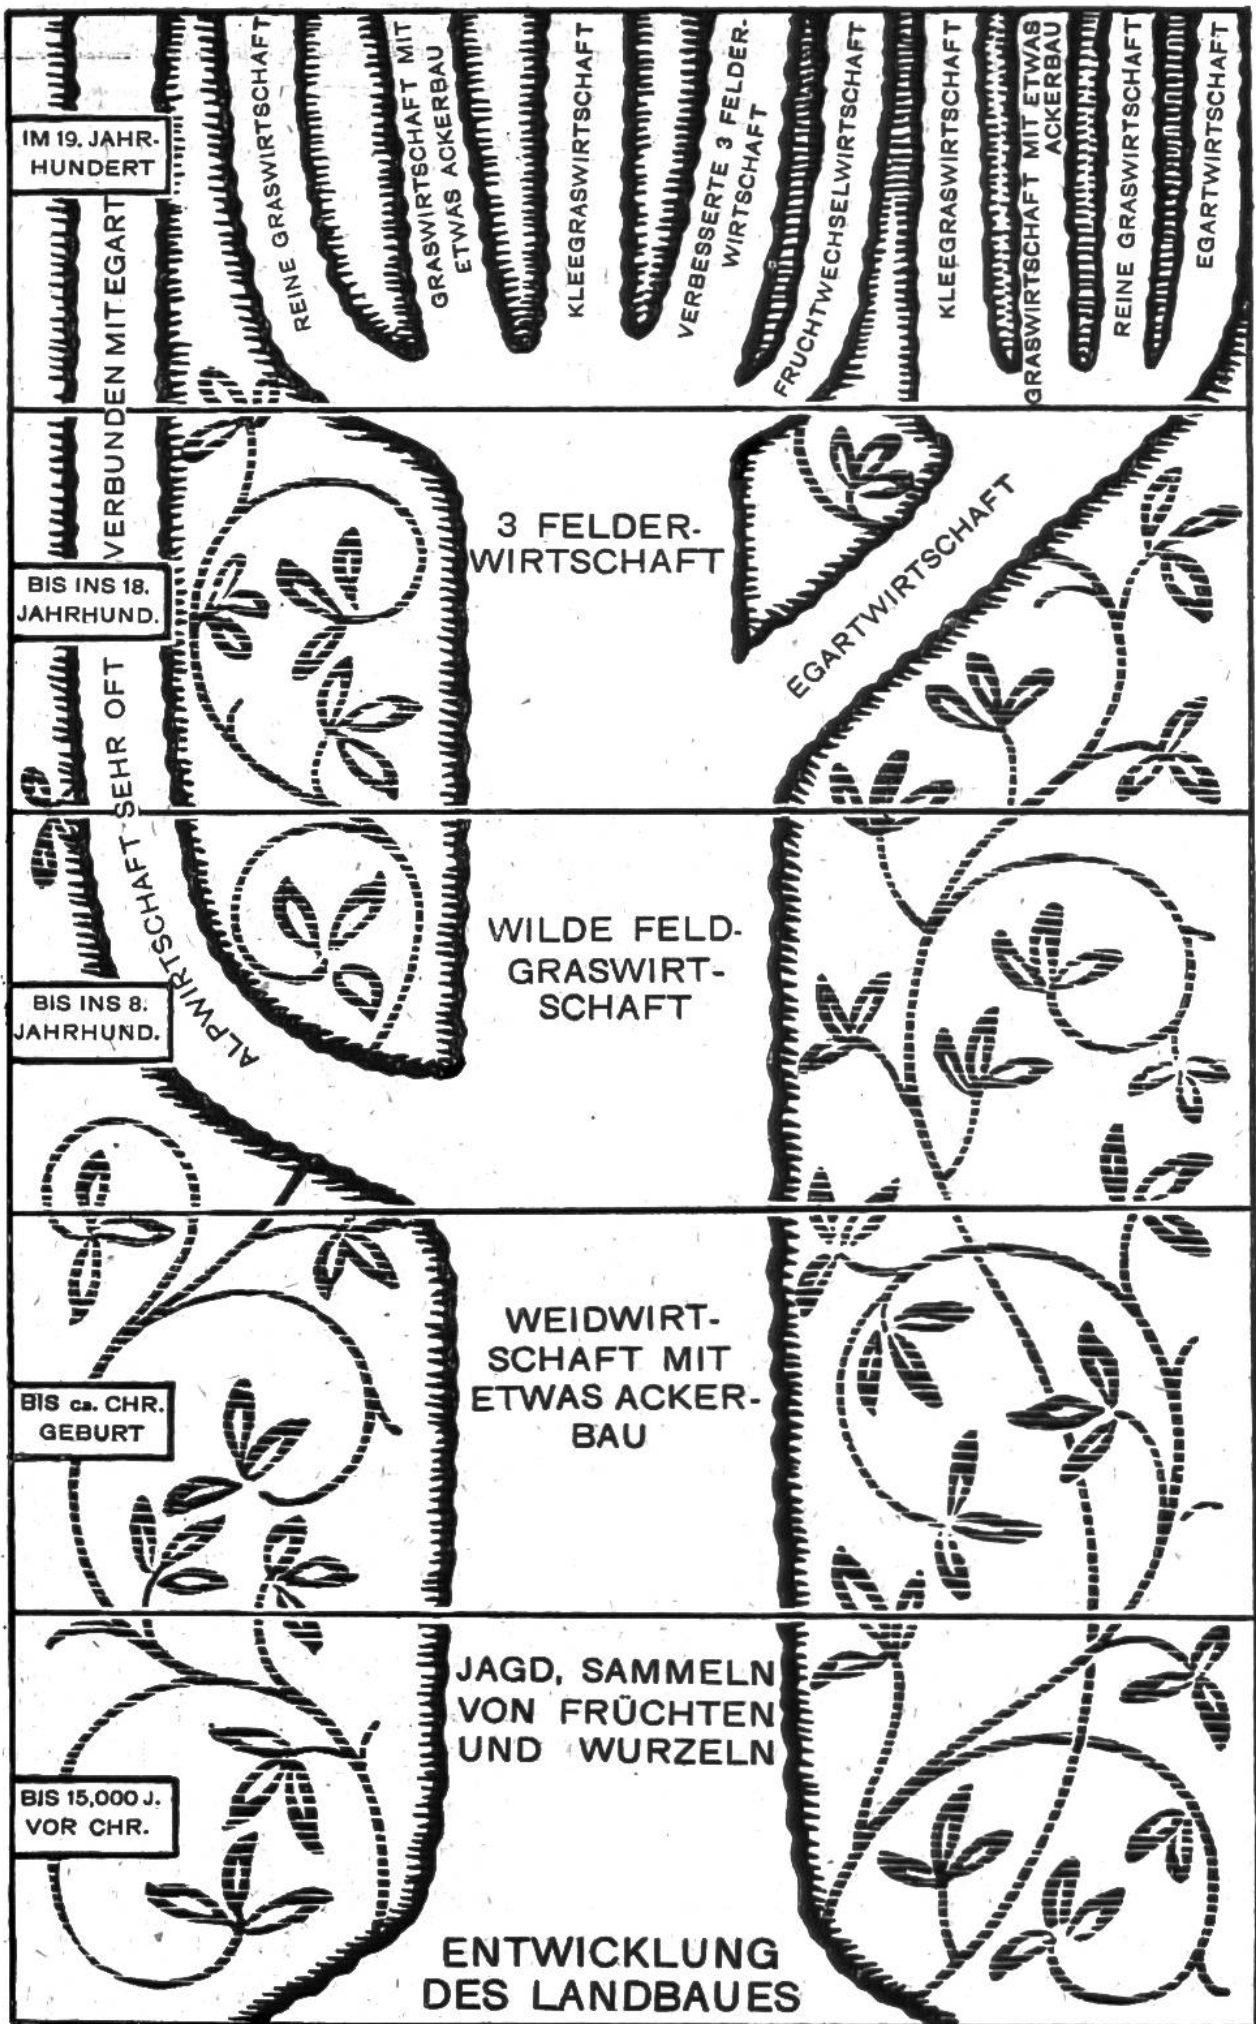 IM 19. JAHR-
HUNDERT
ALPWIRTSCHAFT SEHR OFT VERBUNDEN MIT EGART
REINE GRASWIRTSCHAFT
GRASWIRTSCHAFT MIT
ETWAS ACKERBAU
KLEEGRASWIRTSCHAFT
VERBESSERTE 3 FELDER-
WIRTSCHAFT
FRUCHTWECHSELWIRTSCHAFT
KLEEGRASWIRTSCHAFT
GRASWIRTSCHAFT MIT ETWAS
ACKERBAU
REINE GRASWIRTSCHAFT
EGARTWIRTSCHAFT
BIS INS 18.
JAHRHUND.
3 FELDER-
WIRTSCHAFT
EGARTWIRTSCHAFT
BIS INS 8.
JAHRHUND.
WILDE FELD-
GRASWIRT-
SCHAFT
BIS ca. CHR.
GEBURT
WEIDWIRT-
SCHAFT MIT
ETWAS ACKER-
BAU
BIS 15,000 J.
VOR CHR.
JAGD, SAMMELN
VON FRÜCHTEN
UND WURZELN
ENTWICKLUNG
DES LANDBAUES